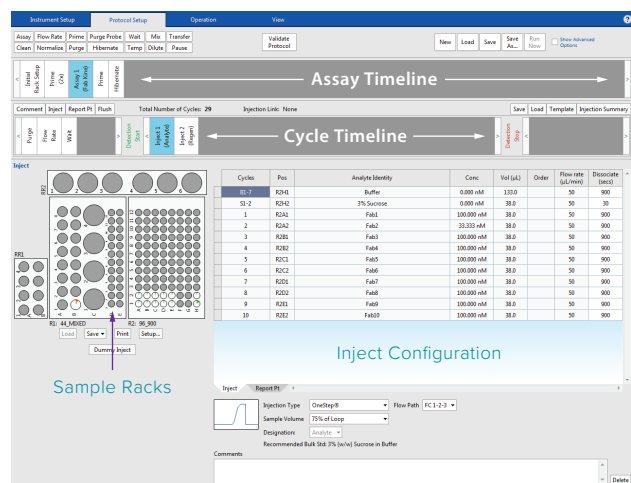 Instrument Setup Protocol Setup Operation View ?
Assay Flow Rate Prime Purge Probe Wait Mix Transfer
Clean Normalize Purge Hibernate Temp Dilute Pause
Validate Protocol
New Load Save Save As... Run Now Show Advanced Options
< Initial Rack Setup Prime (2x) Assay 1 (Fab Kine) Prime Hibernate Assay Timeline >
Comment Inject Report Pt Flush Total Number of Cycles: 29 Injection Link: None Save Load Template Injection Summary
< Purge Flow Rate Wait > Detection Start < Inject 1 (Analyte) Inject 2 (Regen) Cycle Timeline > Detection Stop < >
Inject
Cycles Pos Analyte Identity Conc Vol (µL) Order Flow rate (µL/min) Dissociate (secs)
B1-7 R2H1 Buffer 0.000 nM 133.0 50 900
S1-2 R2H2 3% Sucrose 0.000 nM 38.0 50 30
1 R2A1 Fab1 100.000 nM 38.0 50 900
2 R2A2 Fab2 33.333 nM 38.0 50 900
3 R2B1 Fab3 100.000 nM 38.0 50 900
4 R2B2 Fab4 100.000 nM 38.0 50 900
5 R2C1 Fab5 100.000 nM 38.0 50 900
6 R2C2 Fab6 100.000 nM 38.0 50 900
7 R2D1 Fab7 100.000 nM 38.0 50 900
8 R2D2 Fab8 100.000 nM 38.0 50 900
9 R2E1 Fab9 100.000 nM 38.0 50 900
10 R2E2 Fab10 100.000 nM 38.0 50 900
RR2
RR1
R1: 44_MIXED R2: 96_900
Load Save Print Setup...
Dummy Inject
Sample Racks
Inject Configuration
Inject Report Pt
Injection Type OneStep® Flow Path FC 1-2-3
Sample Volume 75% of Loop
Designation: Analyte
Recommended Bulk Std: 3% (w/w) Sucrose in Buffer
Comments
Delete